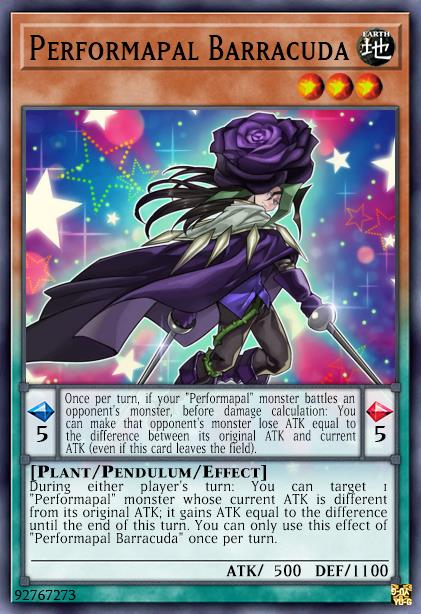 Performapal Barracuda
EARTH
地
Once per turn, if your "Performapal" monster battles an
opponent's monster, before damage calculation: You
can make that opponent's monster lose ATK equal to
the difference between its original ATK and current
ATK (even if this card leaves the field).
5
5
[Plant/Pendulum/Effect]
During either player's turn: You can target 1
"Performapal" monster whose current ATK is different
from its original ATK; it gains ATK equal to the difference
until the end of this turn. You can only use this effect of
"Performapal Barracuda" once per turn.
ATK/ 500 DEF/1100
92767273